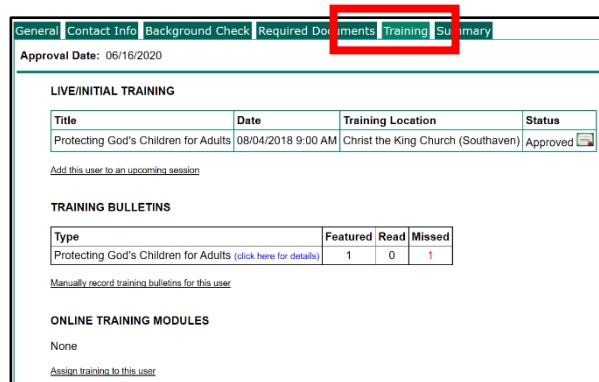 General Contact Info Background Check Required Documents Training Summary
Approval Date: 06/16/2020
LIVE/INITIAL TRAINING
Title Date Training Location Status
Protecting God's Children for Adults 08/04/2018 9:00 AM Christ the King Church (Southaven) Approved
Add this user to an upcoming session
TRAINING BULLETINS
Type Featured Read Missed
Protecting God's Children for Adults (click here for details) 1 0 1
Manually record training bulletins for this user
ONLINE TRAINING MODULES
None
Assign training to this user